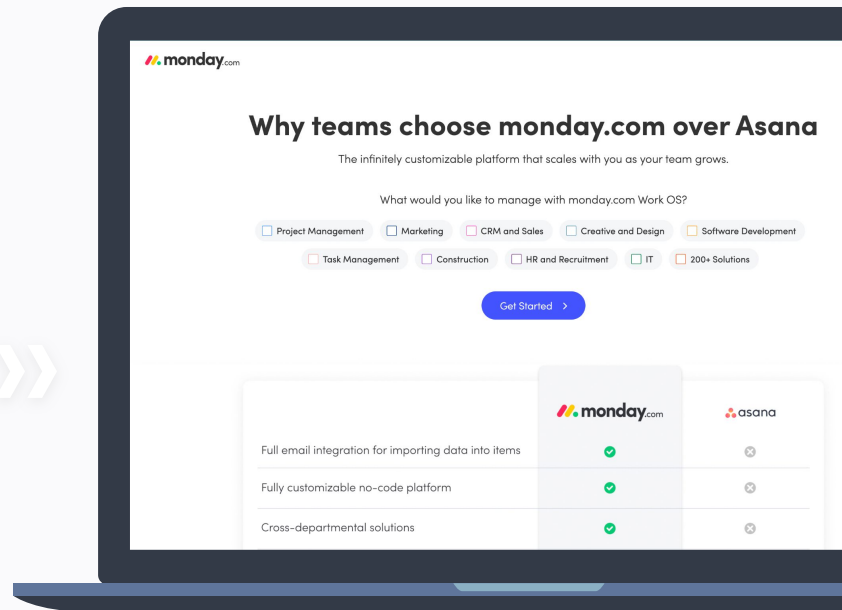 monday.com
Why teams choose monday.com over Asana
The infinitely customizable platform that scales with you as your team grows.
What would you like to manage with monday.com Work OS?
Project Management Marketing CRM and Sales Creative and Design Software Development
Task Management Construction HR and Recruitment IT 200+ Solutions
Get Started
monday.com asana
Full email integration for importing data into items
Fully customizable no-code platform
Cross-departmental solutions